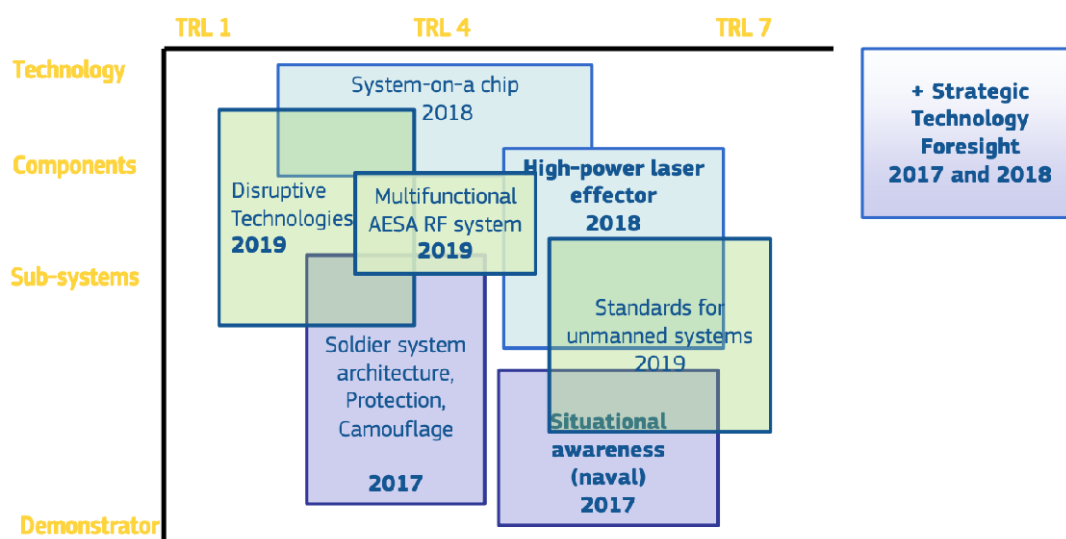 TRL 1
TRL 4
TRL 7
Technology
Components
Sub-systems
Demonstrator
System-on-a chip
2018
Disruptive
Technologies
2019
Multifunctional
AESA RF system
2019
High-power laser
effector
2018
Standards for
unmanned systems
2019
Soldier system
architecture,
Protection,
Camouflage
2017
Situational
awareness
(naval)
2017
+ Strategic
Technology
Foresight
2017 and 2018